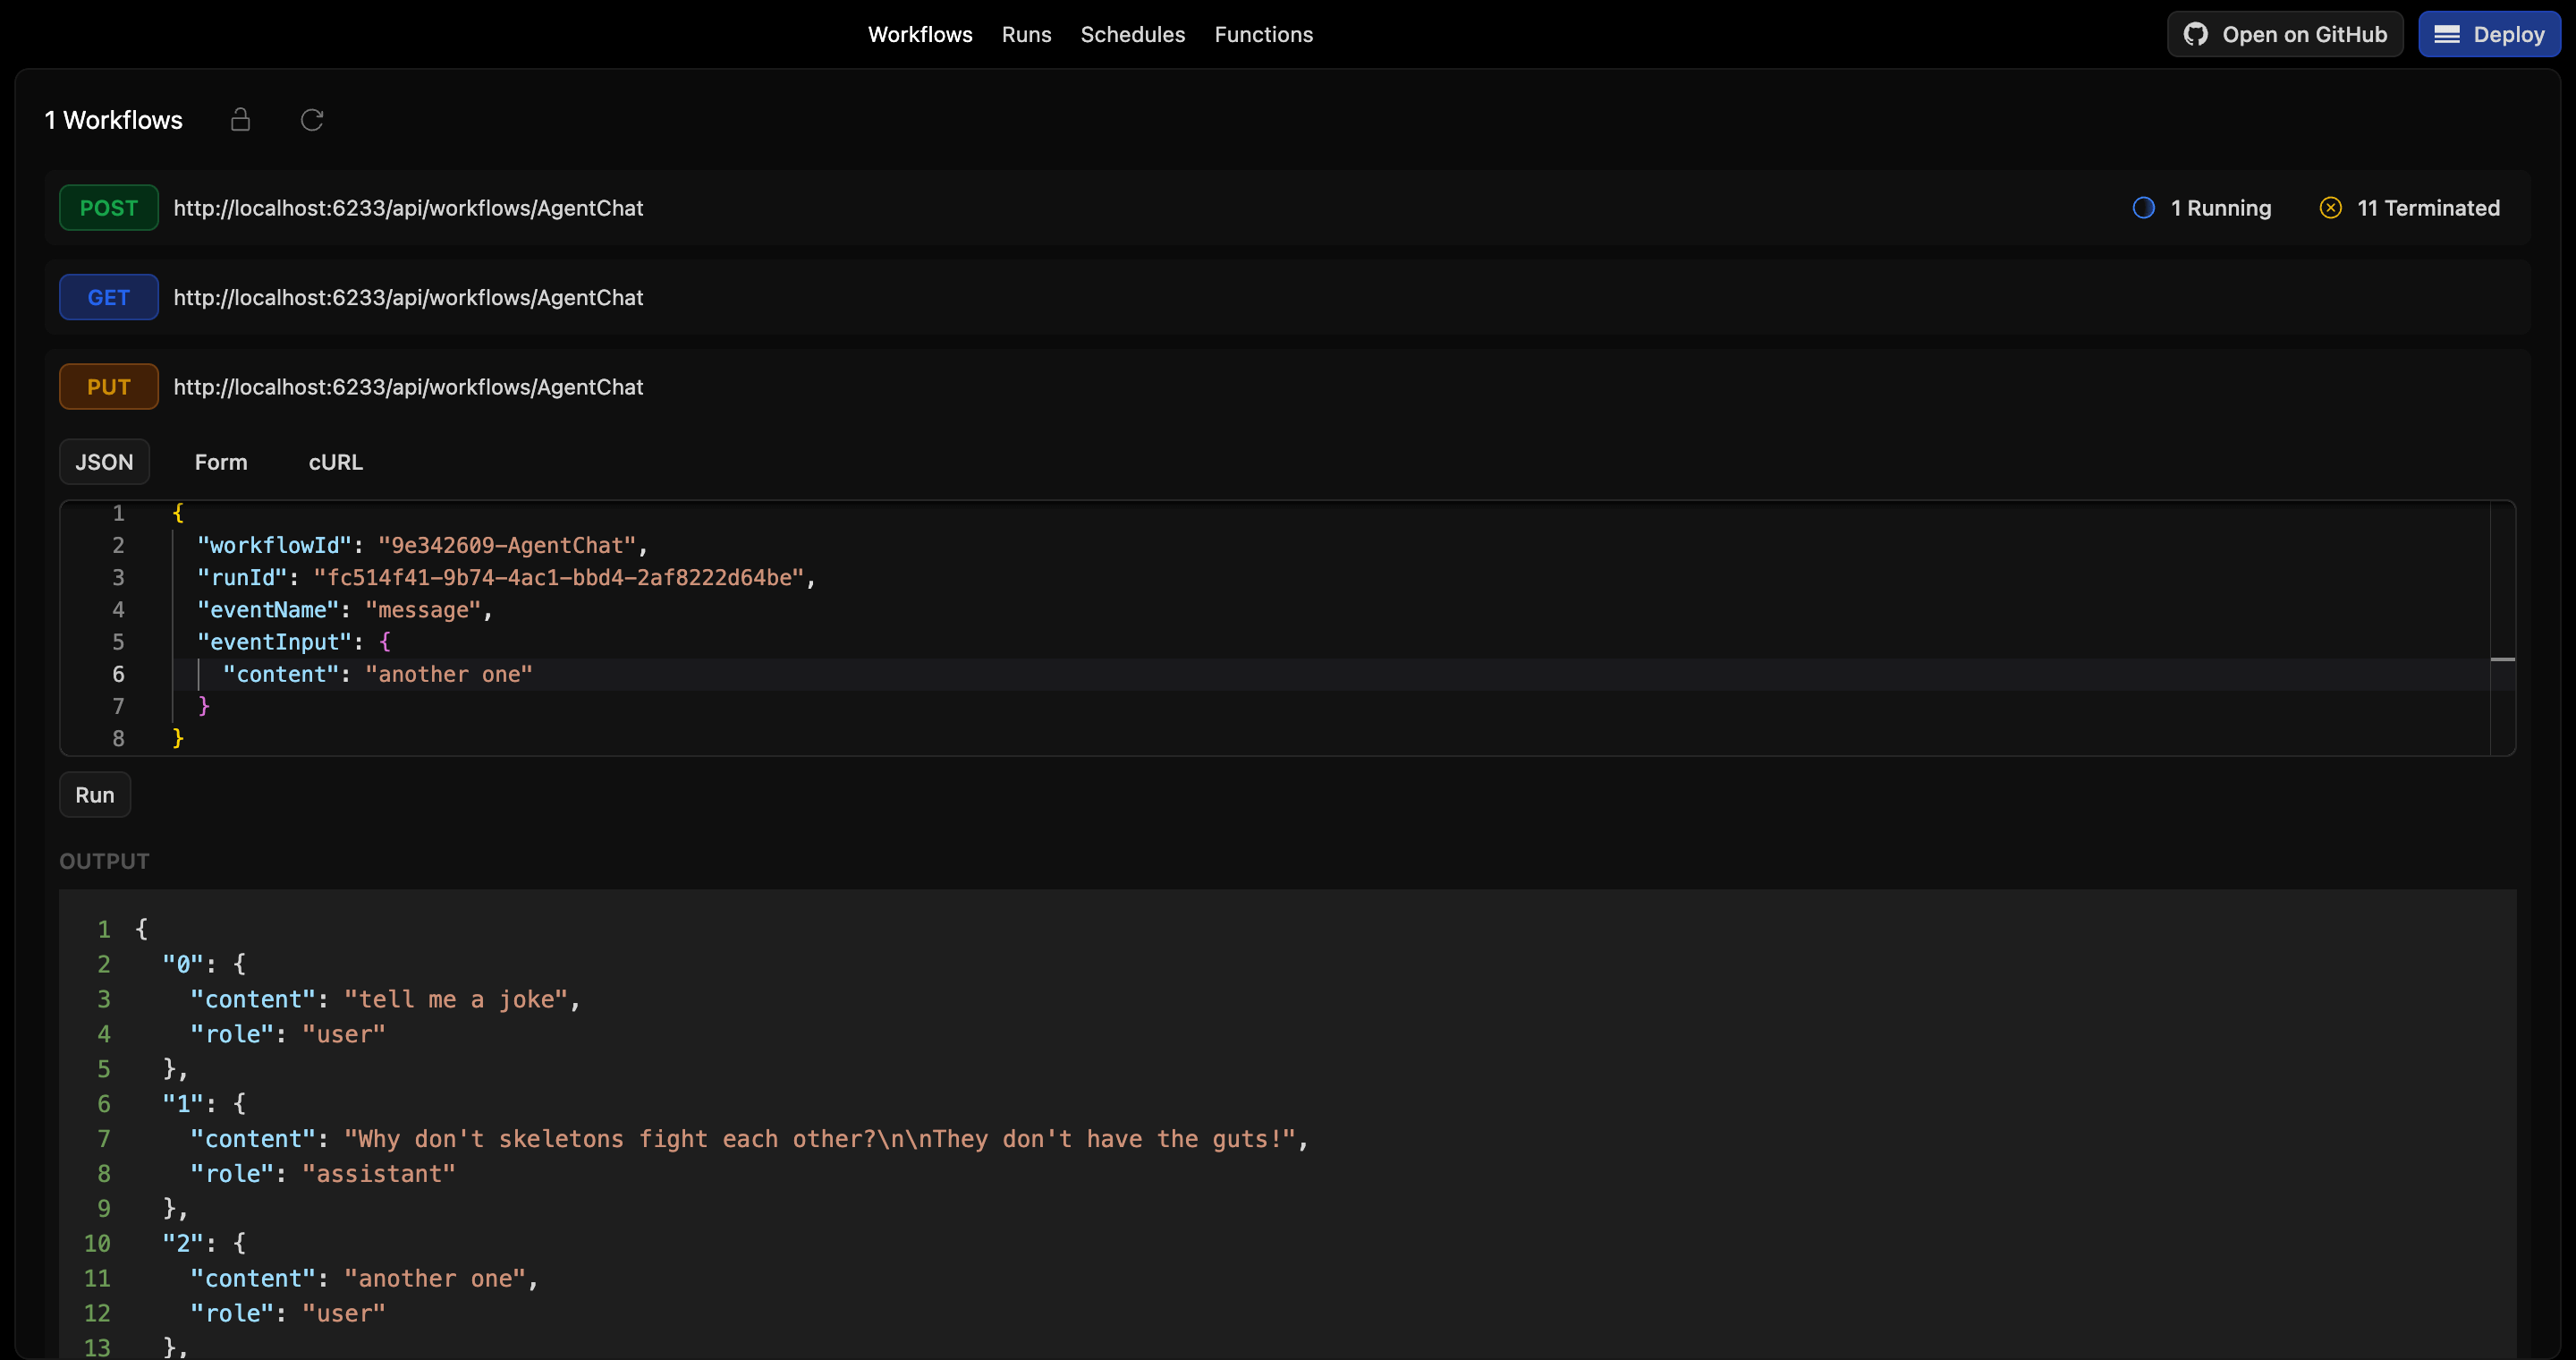 Workflows Runs Schedules Functions Open on GitHub Deploy
1 Workflows
POST http://localhost:6233/api/workflows/AgentChat 1 Running 11 Terminated
GET http://localhost:6233/api/workflows/AgentChat
PUT http://localhost:6233/api/workflows/AgentChat
JSON Form cURL
1 {
2 "workflowId": "9e342609-AgentChat",
3 "runId": "fc514f41-9b74-4ac1-bbd4-2af8222d64be",
4 "eventName": "message",
5 "eventInput": {
6 "content": "another one"
7 }
8 }
Run
OUTPUT
1 {
2 "0": {
3 "content": "tell me a joke",
4 "role": "user"
5 },
6 "1": {
7 "content": "Why don't skeletons fight each other?\n\nThey don't have the guts!",
8 "role": "assistant"
9 },
10 "2": {
11 "content": "another one",
12 "role": "user"
13 },